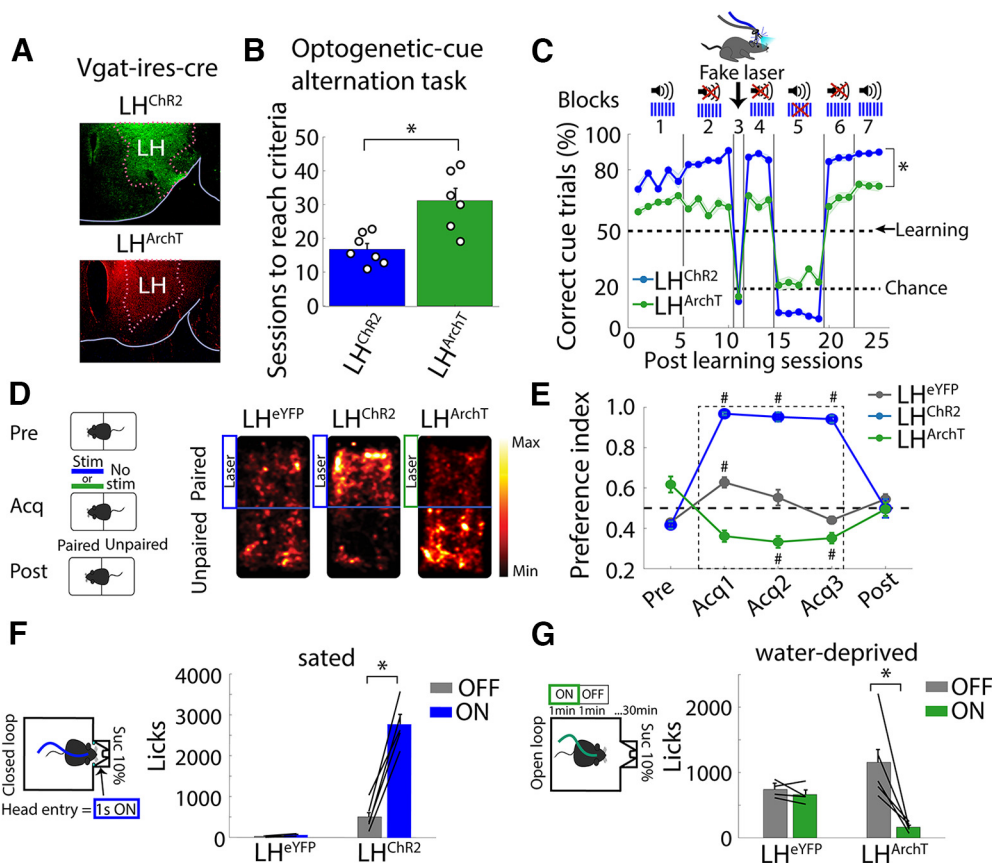 A
Vgat-ires-cre
LH^ChR2
LH
LH^ArchT
LH
B
Optogenetic-cue
alternation task
Sessions to reach criteria
50
40
30
20
10
0
*
LH^ChR2
LH^ArchT
C
Fake laser
Blocks
1 2 3 4 5 6 7
Correct cue trials (%)
100
80
50
20
0
*
Learning
Chance
LH^ChR2
LH^ArchT
0 5 10 15 20 25
Post learning sessions
D
Pre
Stim
or
No
stim
Acq
Paired Unpaired
Post
LH^eYFP
LH^ChR2
LH^ArchT
Paired
Unpaired
Laser
Laser
Laser
Max
Min
E
Preference index
1.0
0.8
0.6
0.4
0.2
# # #
#
# #
LH^eYFP
LH^ChR2
LH^ArchT
Pre
Acq1
Acq2
Acq3
Post
F
sated
Closed loop
Suc 10%
Head entry = 1s ON
Licks
4000
3000
2000
1000
0
*
OFF
ON
LH^eYFP
LH^ChR2
G
water-deprived
ON OFF
1min 1min ...30min
Open loop
Suc 10%
Licks
2000
1000
0
*
OFF
ON
LH^eYFP
LH^ArchT